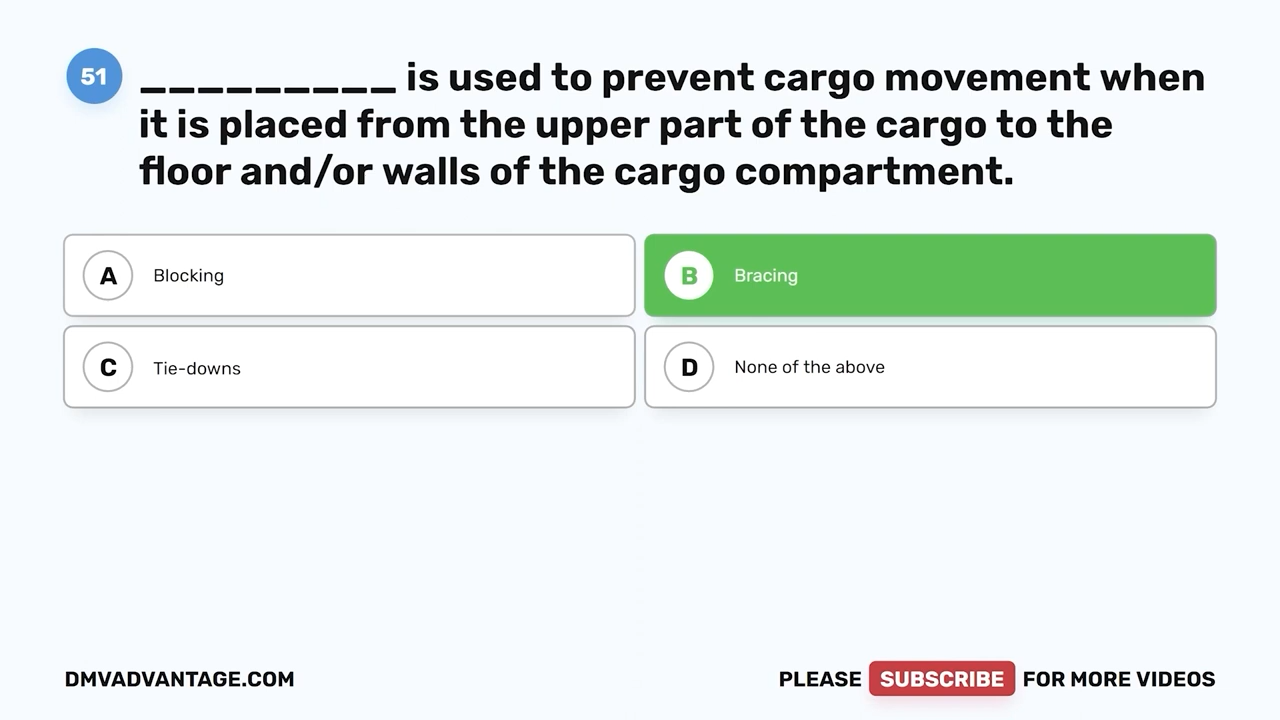 51
_________ is used to prevent cargo movement when
it is placed from the upper part of the cargo to the
floor and/or walls of the cargo compartment.
A Blocking
B Bracing
C Tie-downs
D None of the above
DMVADVANTAGE.COM
PLEASE SUBSCRIBE FOR MORE VIDEOS